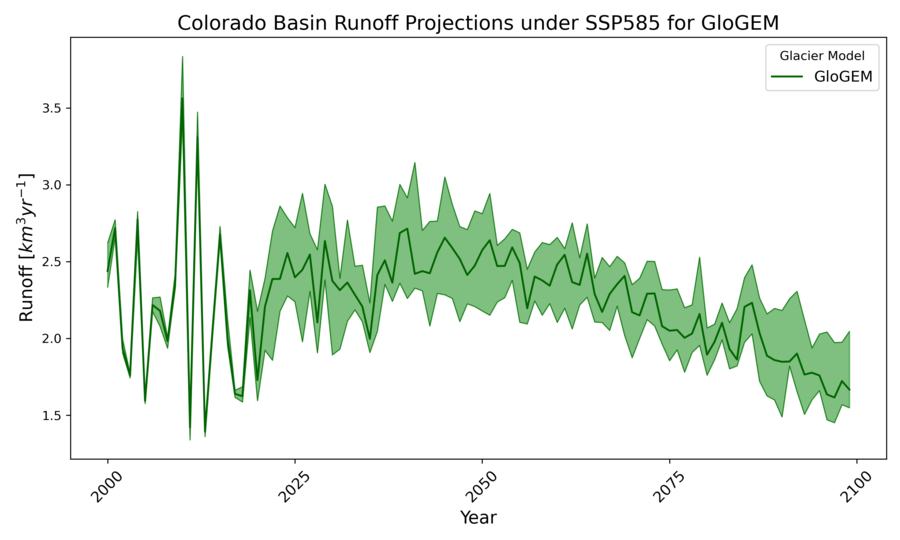 Colorado Basin Runoff Projections under SSP585 for GloGEM
Glacier Model
GloGEM
3.5
3.0
2.5
2.0
1.5
Runoff [km³yr⁻¹]
2000
2025
2050
2075
2100
Year